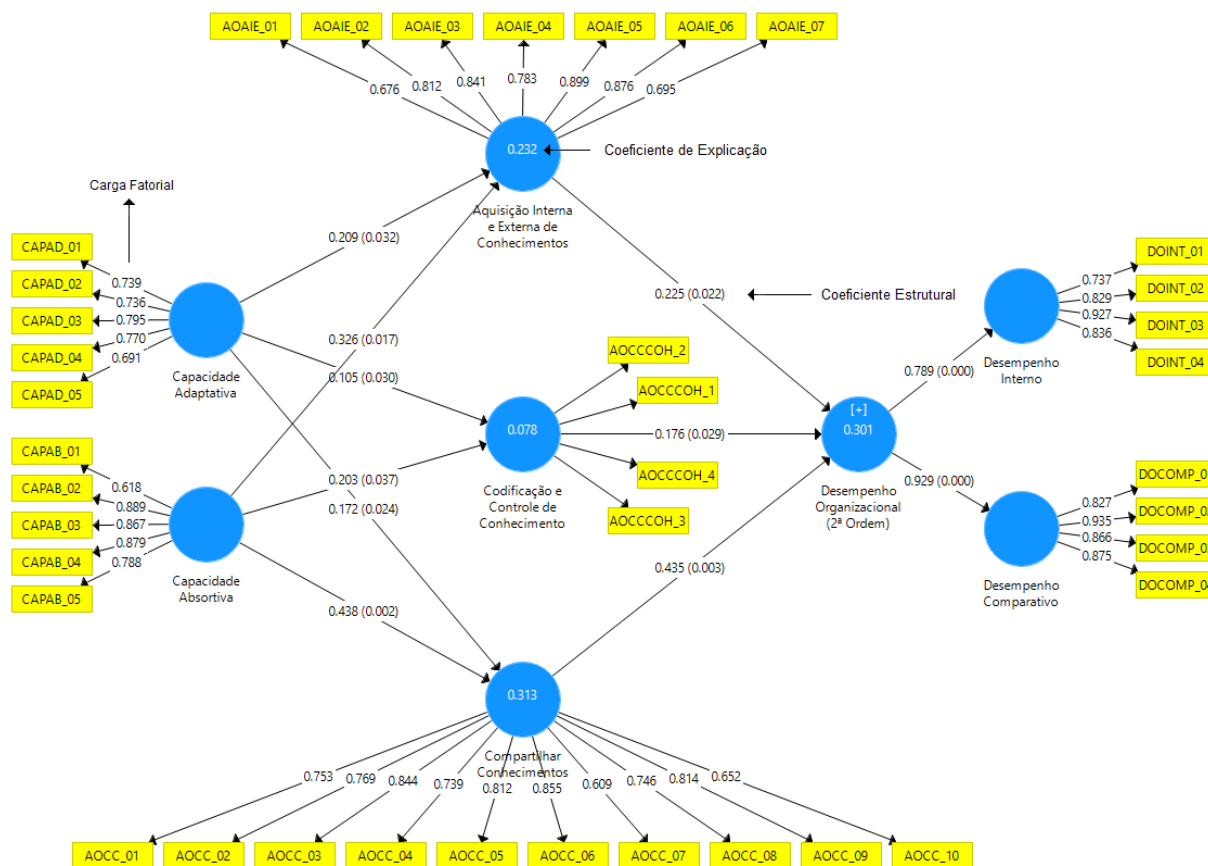 AOAIE_01
AOAIE_02
AOAIE_03
AOAIE_04
AOAIE_05
AOAIE_06
AOAIE_07
0.676
0.812
0.841
0.783
0.899
0.876
0.695
0.232
Coeficiente de Explicação
Aquisição Interna
e Externa de
Conhecimentos
Carga Fatorial
CAPAD_01
CAPAD_02
CAPAD_03
CAPAD_04
CAPAD_05
0.739
0.736
0.795
0.770
0.691
Capacidade
Adaptativa
0.209 (0.032)
0.326 (0.017)
0.105 (0.030)
0.225 (0.022)
Coeficiente Estrutural
DOINT_01
DOINT_02
DOINT_03
DOINT_04
0.737
0.829
0.927
0.836
Desempenho
Interno
0.789 (0.000)
AOCCCOH_2
AOCCCOH_1
AOCCCOH_4
AOCCCOH_3
0.078
Codificação e
Controle de
Conhecimento
0.176 (0.029)
[+]
0.301
Desempenho
Organizacional
(2ª Ordem)
0.929 (0.000)
CAPAB_01
CAPAB_02
CAPAB_03
CAPAB_04
CAPAB_05
0.618
0.889
0.867
0.879
0.788
Capacidade
Absortiva
0.203 (0.037)
0.172 (0.024)
0.438 (0.002)
0.435 (0.003)
DOCOMP_0
DOCOMP_0
DOCOMP_0
DOCOMP_04
0.827
0.935
0.866
0.875
Desempenho
Comparativo
0.313
Compartilhar
Conhecimentos
0.753
0.769
0.844
0.739
0.812
0.855
0.609
0.746
0.814
0.652
AOCC_01
AOCC_02
AOCC_03
AOCC_04
AOCC_05
AOCC_06
AOCC_07
AOCC_08
AOCC_09
AOCC_10